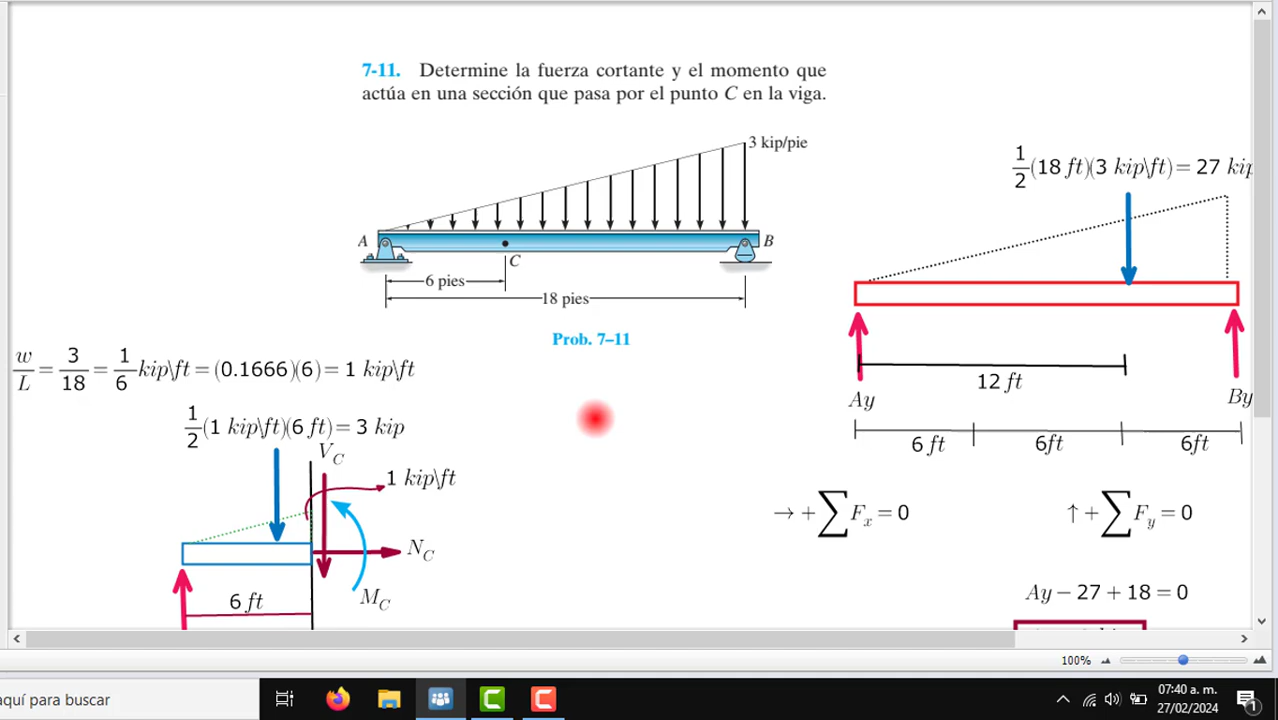 7-11. Determine la fuerza cortante y el momento que
actúa en una sección que pasa por el punto C en la viga.
3 kip/pie
A
B
C
6 pies
18 pies
Prob. 7–11
1/2 (18 ft)(3 kip\ft) = 27 kip
12 ft
Ay
By
6 ft 6ft 6ft
w/L = 3/18 = 1/6 kip\ft = (0.1666)(6) = 1 kip\ft
1/2 (1 kip\ft)(6 ft) = 3 kip
V_C
1 kip\ft
N_C
M_C
6 ft
→ + ∑ F_x = 0
↑ + ∑ F_y = 0
Ay − 27 + 18 = 0
100%
aquí para buscar
07:40 a. m.
27/02/2024
1